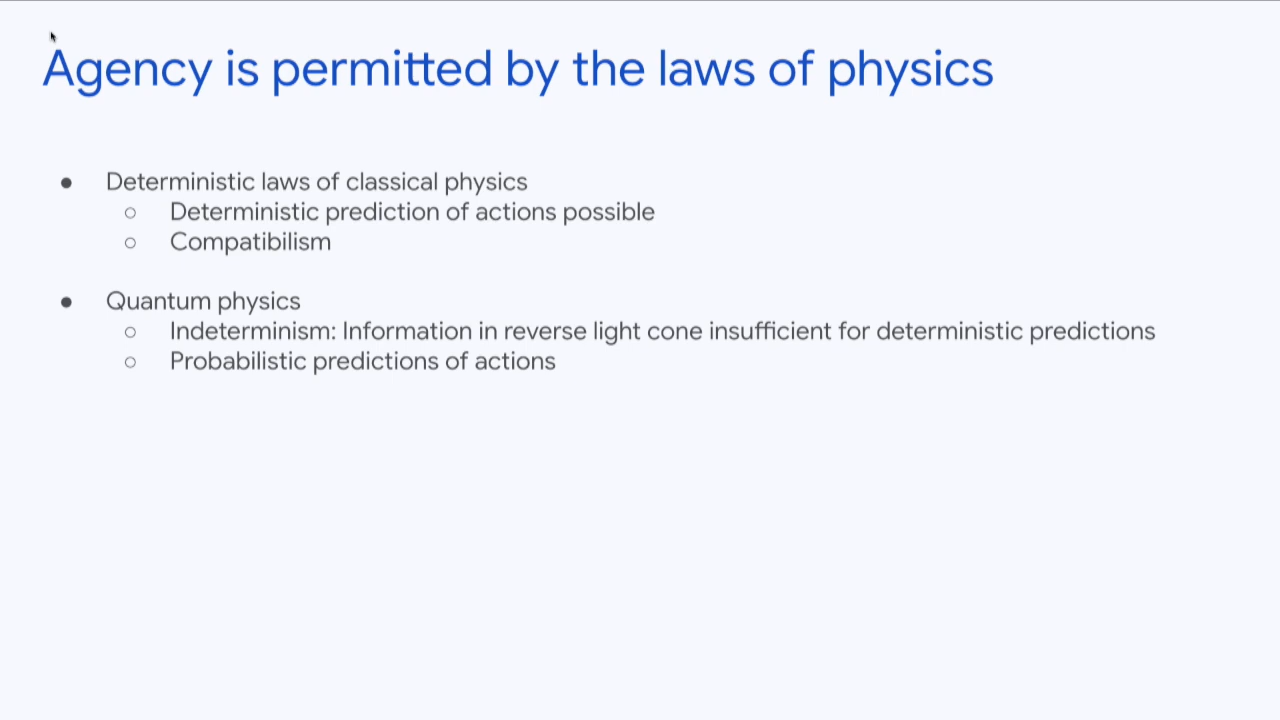 Agency is permitted by the laws of physics
● Deterministic laws of classical physics
○ Deterministic prediction of actions possible
○ Compatibilism
● Quantum physics
○ Indeterminism: Information in reverse light cone insufficient for deterministic predictions
○ Probabilistic predictions of actions